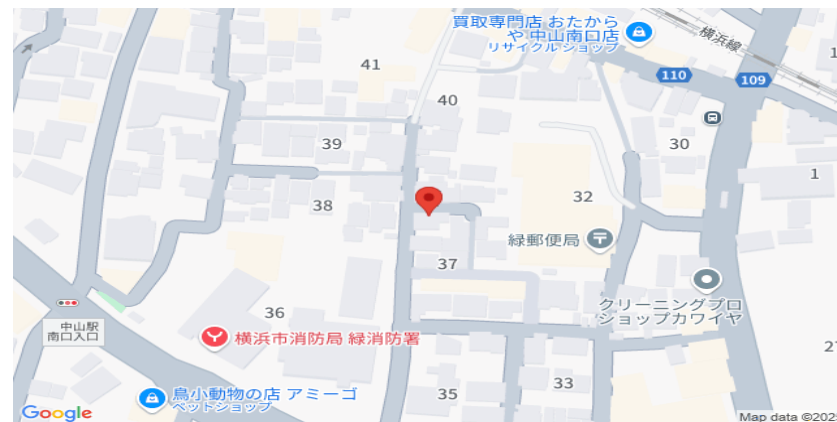 買取専門店 おたから
や 中山南口店
リサイクル ショップ
横浜線
110
109
41
40
39
30
1
38
32
緑郵便局
37
クリーニングプロ
ショップカワイヤ
36
中山駅
南口入口
横浜市消防局 緑消防署
27
33
35
鳥小動物の店 アミーゴ
ペットショップ
Google
Map data ©2025